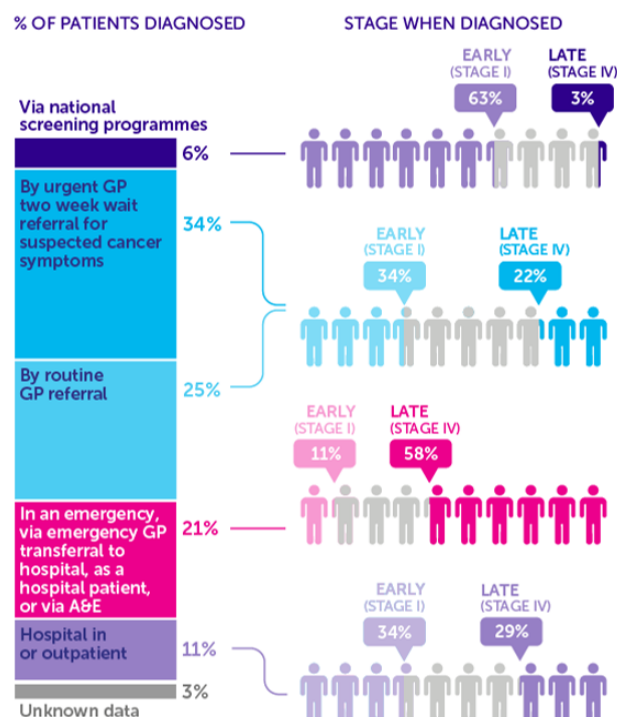 % OF PATIENTS DIAGNOSED
STAGE WHEN DIAGNOSED
EARLY
(STAGE I)
63%
LATE
(STAGE IV)
3%
Via national
screening programmes
6%
By urgent GP
two week wait
referral for
suspected cancer
symptoms
34%
EARLY
(STAGE I)
34%
LATE
(STAGE IV)
22%
By routine
GP referral
25%
EARLY
(STAGE I)
11%
LATE
(STAGE IV)
58%
In an emergency,
via emergency GP
transferral to
hospital, as a
hospital patient,
or via A&E
21%
EARLY
(STAGE I)
34%
LATE
(STAGE IV)
29%
Hospital in
or outpatient
11%
3%
Unknown data